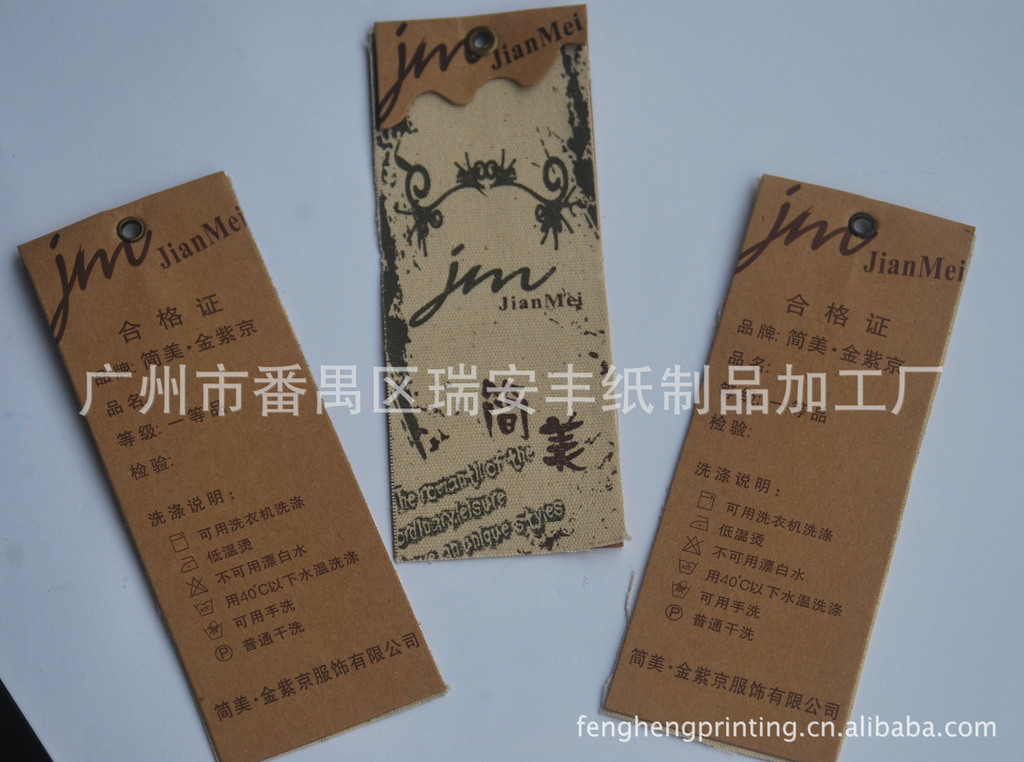 jm JianMei
合格证
品牌: 简美·金紫京
品名:
等级: 一等品
检验:
洗涤说明:
可用洗衣机洗涤
低温烫
不可用漂白水
用40℃以下水温洗涤
可用手洗
P 普通干洗
简美·金紫京服饰有限公司
jm JianMei
jm
JianMei
简美
ordinaryleisure
unique styles
jm JianMei
合格证
品牌: 简美·金紫京
品名:
等级: 一等品
检验:
洗涤说明:
可用洗衣机洗涤
低温烫
不可用漂白水
用40℃以下水温洗涤
可用手洗
P 普通干洗
简美·金紫京服饰有限公司
广州市番禺区瑞安丰纸制品加工厂
fenghengprinting.cn.alibaba.com